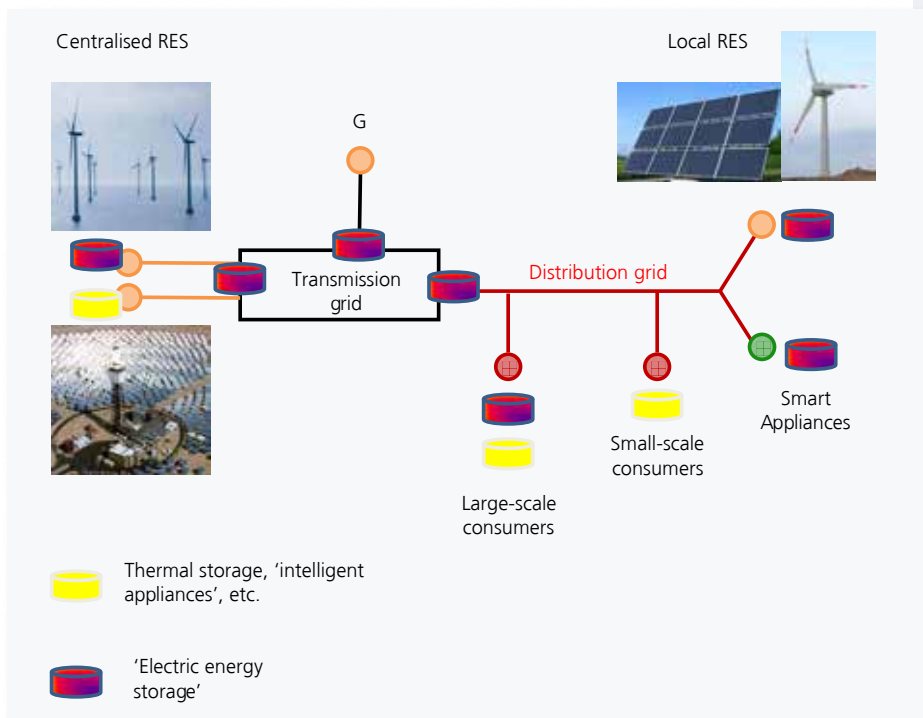 Centralised RES
Local RES
G
Transmission
grid
Distribution grid
Smart
Appliances
Small-scale
consumers
Large-scale
consumers
Thermal storage, ‘intelligent
appliances’, etc.
‘Electric energy
storage’